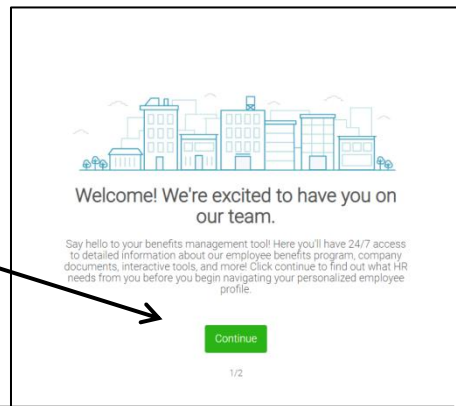 Welcome! We're excited to have you on
our team.
Say hello to your benefits management tool! Here you'll have 24/7 access
to detailed information about our employee benefits program, company
documents, interactive tools, and more! Click continue to find out what HR
needs from you before you begin navigating your personalized employee
profile.
Continue
1/2